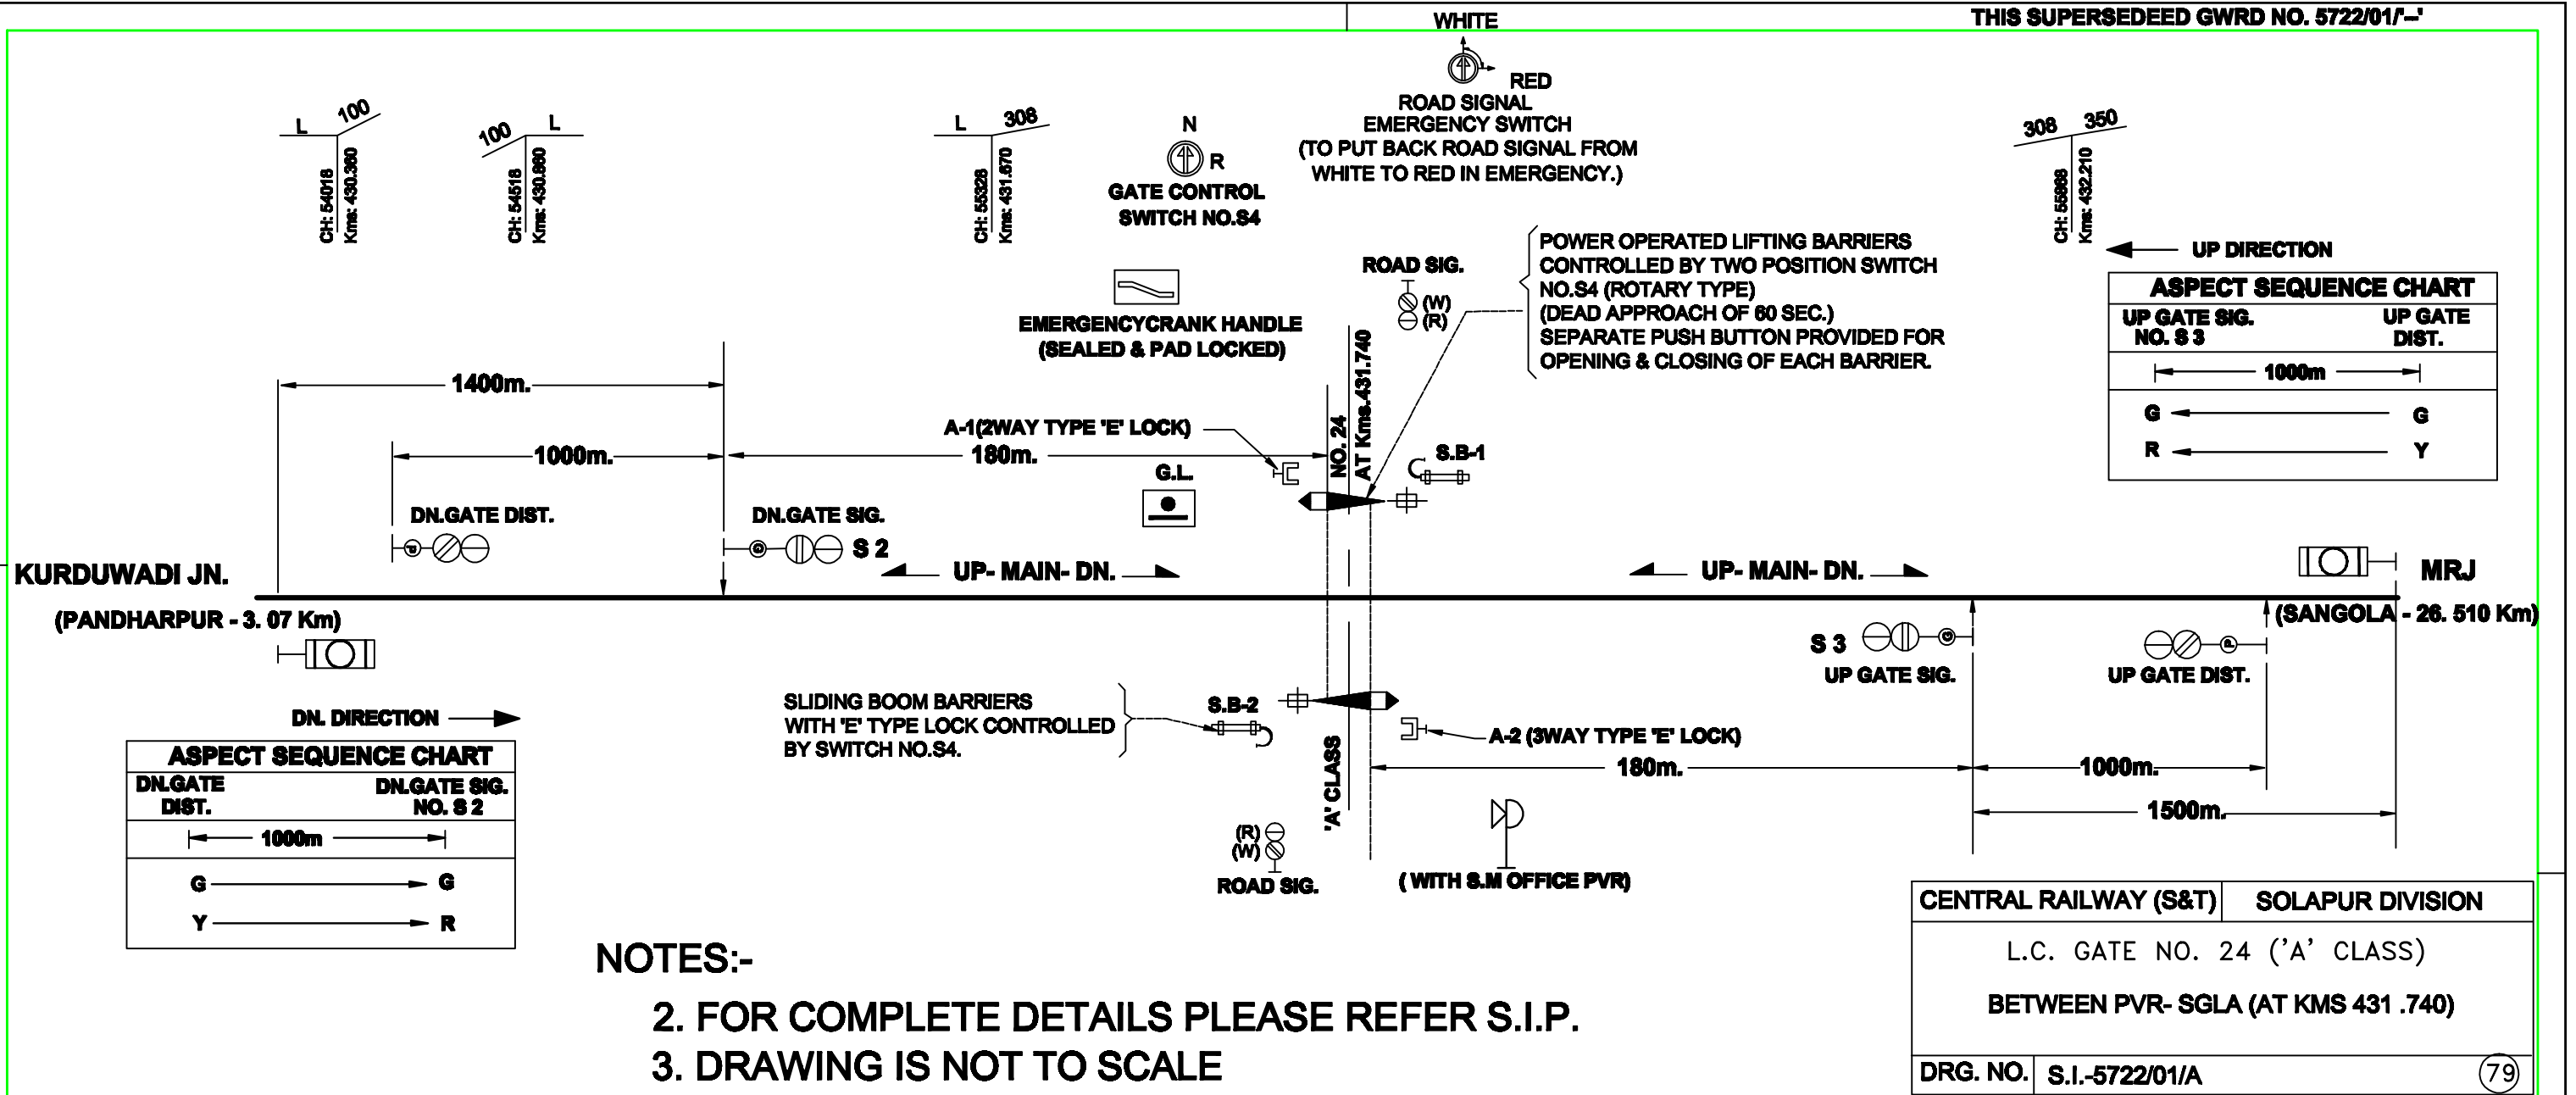 THIS SUPERSEDEED GWRD NO. 5722/01/'--'
WHITE
RED
ROAD SIGNAL
EMERGENCY SWITCH
(TO PUT BACK ROAD SIGNAL FROM
WHITE TO RED IN EMERGENCY.)
L 100
CH: 54018
Kms: 430.360
100 L
CH: 54518
Kms: 430.860
L 308
CH: 55328
Kms: 431.670
N
R
GATE CONTROL
SWITCH NO.S4
308 350
CH: 55868
Kms: 432.210
UP DIRECTION
ASPECT SEQUENCE CHART
UP GATE SIG. UP GATE
NO. S 3 DIST.
1000m
G G
R Y
POWER OPERATED LIFTING BARRIERS
CONTROLLED BY TWO POSITION SWITCH
NO.S4 (ROTARY TYPE)
(DEAD APPROACH OF 60 SEC.)
SEPARATE PUSH BUTTON PROVIDED FOR
OPENING & CLOSING OF EACH BARRIER.
ROAD SIG.
(W)
(R)
EMERGENCYCRANK HANDLE
(SEALED & PAD LOCKED)
NO. 24
AT Kms.431.740
1400m.
A-1(2WAY TYPE 'E' LOCK)
1000m.
180m.
G.L.
S.B-1
DN.GATE DIST.
P
DN.GATE SIG.
G
S 2
KURDUWADI JN.
UP- MAIN- DN.
UP- MAIN- DN.
MRJ
(PANDHARPUR - 3. 07 Km)
(SANGOLA - 26. 510 Km)
S 3
G
UP GATE SIG.
P
UP GATE DIST.
DN. DIRECTION
SLIDING BOOM BARRIERS
WITH 'E' TYPE LOCK CONTROLLED
BY SWITCH NO.S4.
S.B-2
A-2 (3WAY TYPE 'E' LOCK)
'A' CLASS
180m.
1000m.
1500m.
ASPECT SEQUENCE CHART
DN.GATE DN.GATE SIG.
DIST. NO. S 2
1000m
G G
Y R
(R)
(W)
ROAD SIG.
( WITH S.M OFFICE PVR)
NOTES:-
2. FOR COMPLETE DETAILS PLEASE REFER S.I.P.
3. DRAWING IS NOT TO SCALE
CENTRAL RAILWAY (S&T) SOLAPUR DIVISION
L.C. GATE NO. 24 ('A' CLASS)
BETWEEN PVR- SGLA (AT KMS 431 .740)
DRG. NO. S.I.-5722/01/A 79